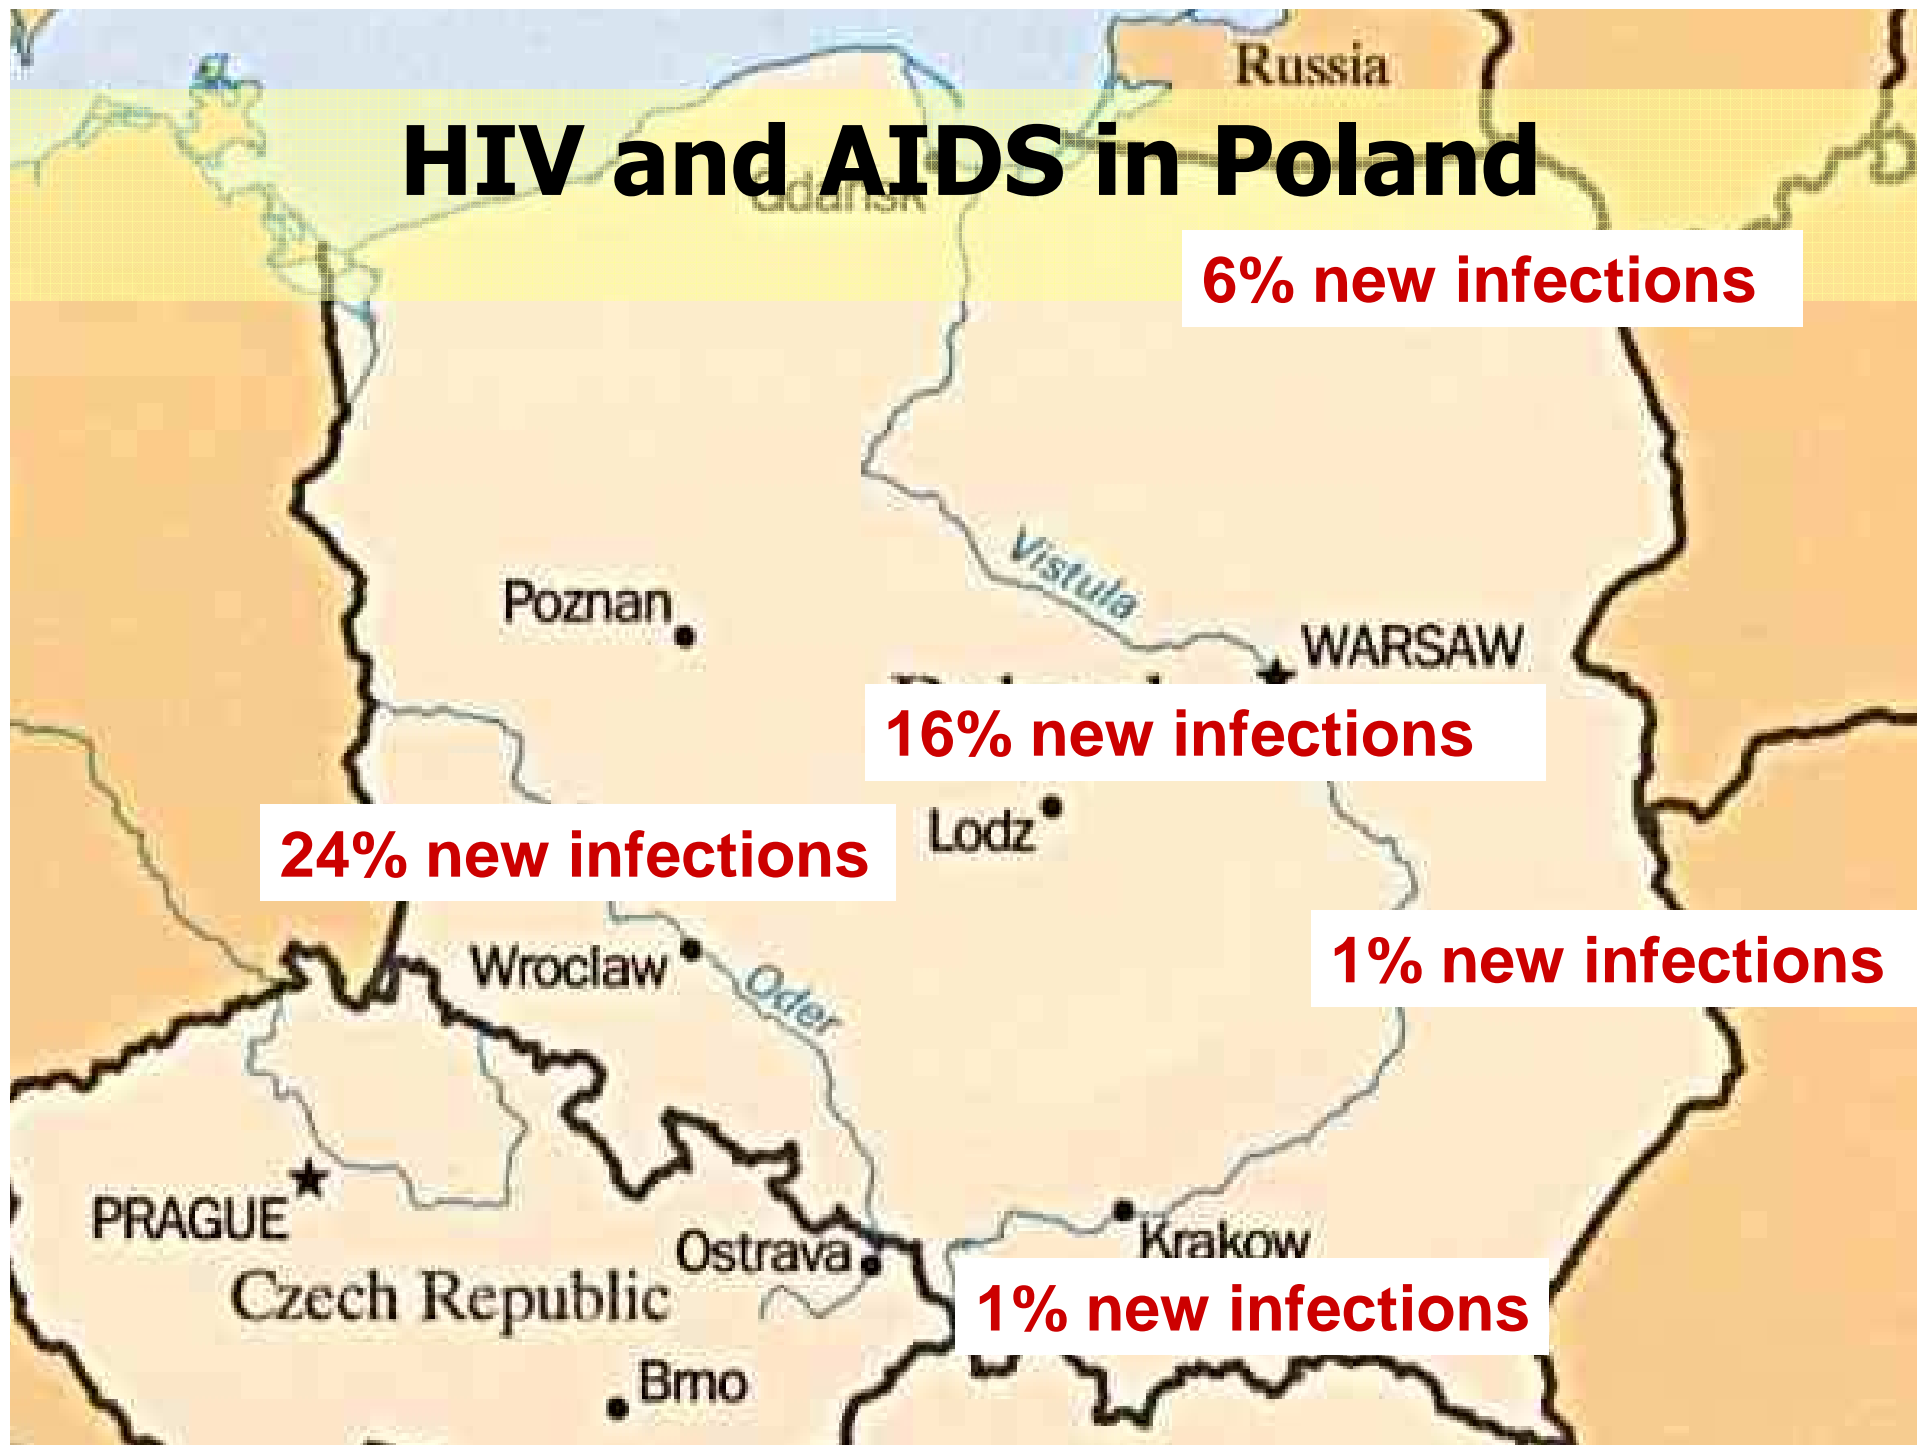 Russia
HIV and AIDS in Poland
Gdansk
6% new infections
Vistula
Poznan
WARSAW
16% new infections
Lodz
24% new infections
Wroclaw
Oder
1% new infections
PRAGUE
Krakow
Ostrava
Czech Republic
1% new infections
Brno